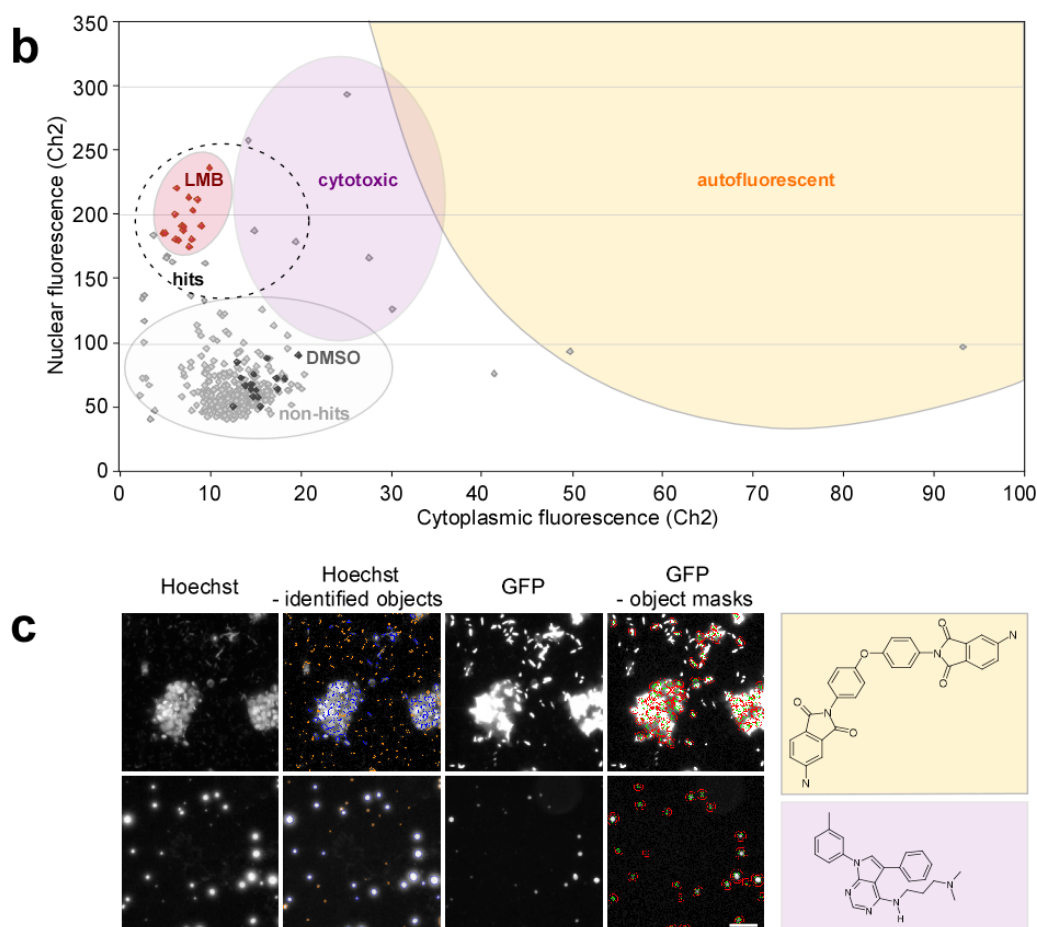 b
350
300
250
200
150
100
50
0
Nuclear fluorescence (Ch2)
LMB
cytotoxic
autofluorescent
hits
DMSO
non-hits
0 10 20 30 40 50 60 70 80 90 100
Cytoplasmic fluorescence (Ch2)
c
Hoechst
Hoechst
- identified objects
GFP
GFP
- object masks
O
O
N
O
N
O
O
N
O
N
N
N
N
N
N
H